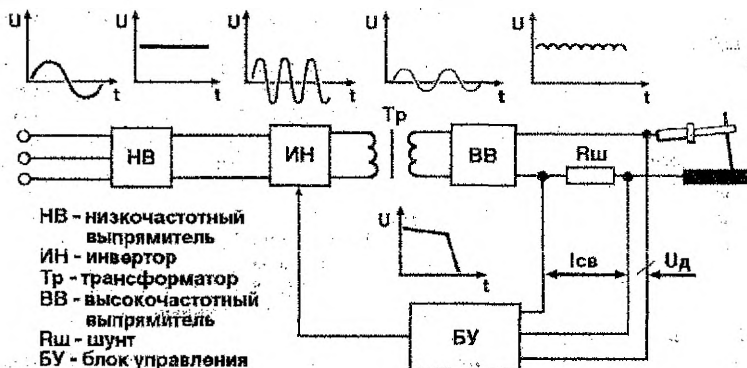 U
U
U
U
U
t
t
t
t
t
Тр
НВ
ИН
ВВ
Rш
НВ - низкочастотный
выпрямитель
ИН - инвертор
Тр - трансформатор
ВВ - высокочастотный
выпрямитель
Rш - шунт
БУ - блок управления
U
t
Iсв
Uд
БУ